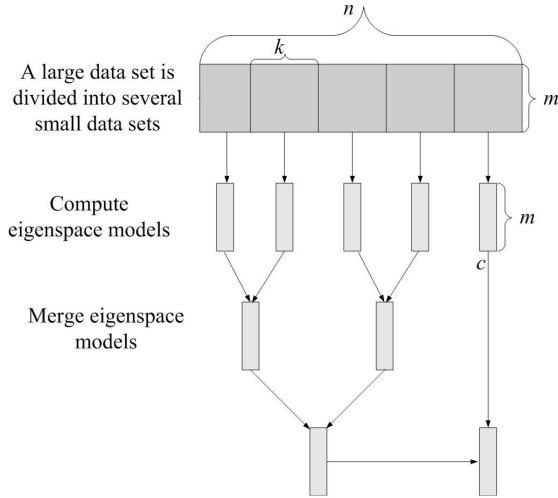 n
k
A large data set is
divided into several
small data sets
m
Compute
eigenspace models
m
c
Merge eigenspace
models